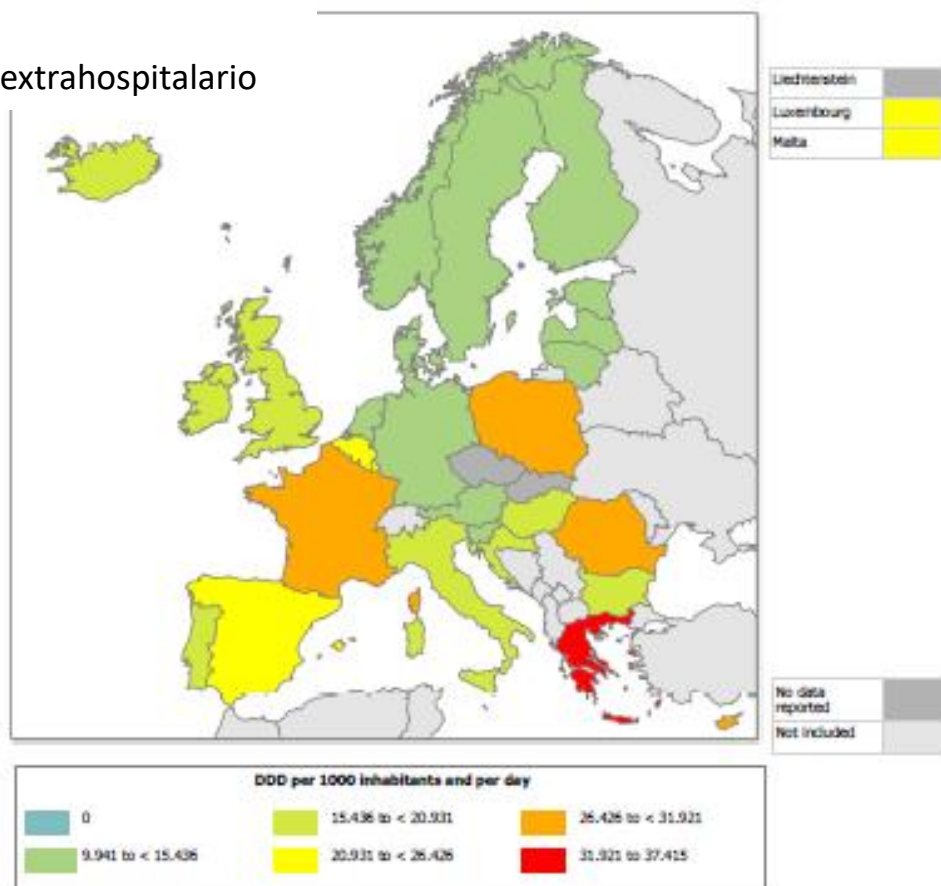 extrahospitalario
Liechtenstein
Luxembourg
Malta
No data
reported
Not included
DDD per 1000 inhabitants and per day
0
15.436 to < 20.931
26.426 to < 31.921
9.941 to < 15.436
20.931 to < 26.426
31.921 to 37.415